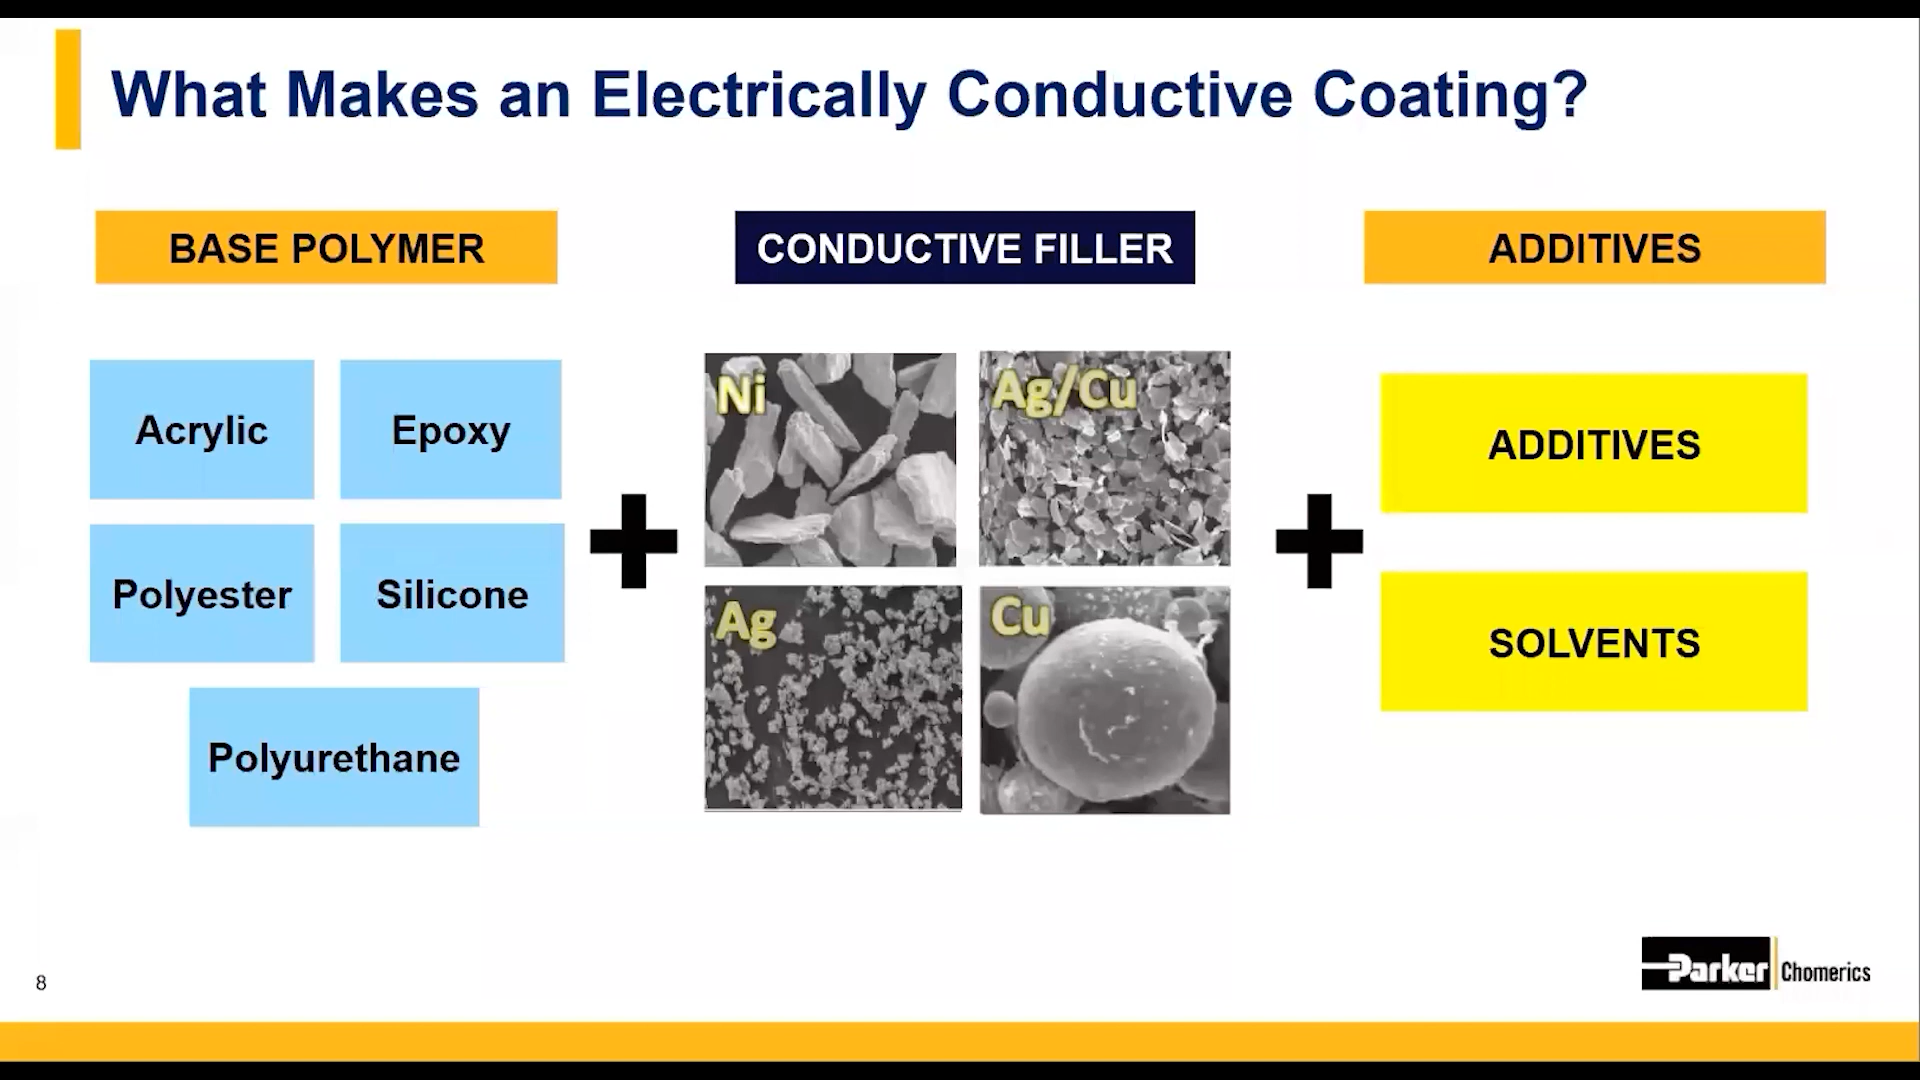 What Makes an Electrically Conductive Coating?
BASE POLYMER
CONDUCTIVE FILLER
ADDITIVES
Acrylic
Epoxy
Polyester
Silicone
Polyurethane
Ni
Ag/Cu
Ag
Cu
ADDITIVES
SOLVENTS
8
Parker Chomerics